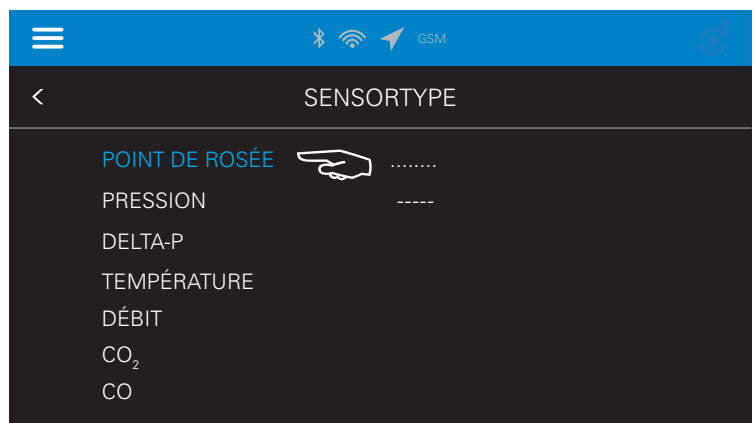 GSM
< SENSORTYPE
POINT DE ROSÉE ........
PRESSION -----
DELTA-P
TEMPÉRATURE
DÉBIT
CO₂
CO